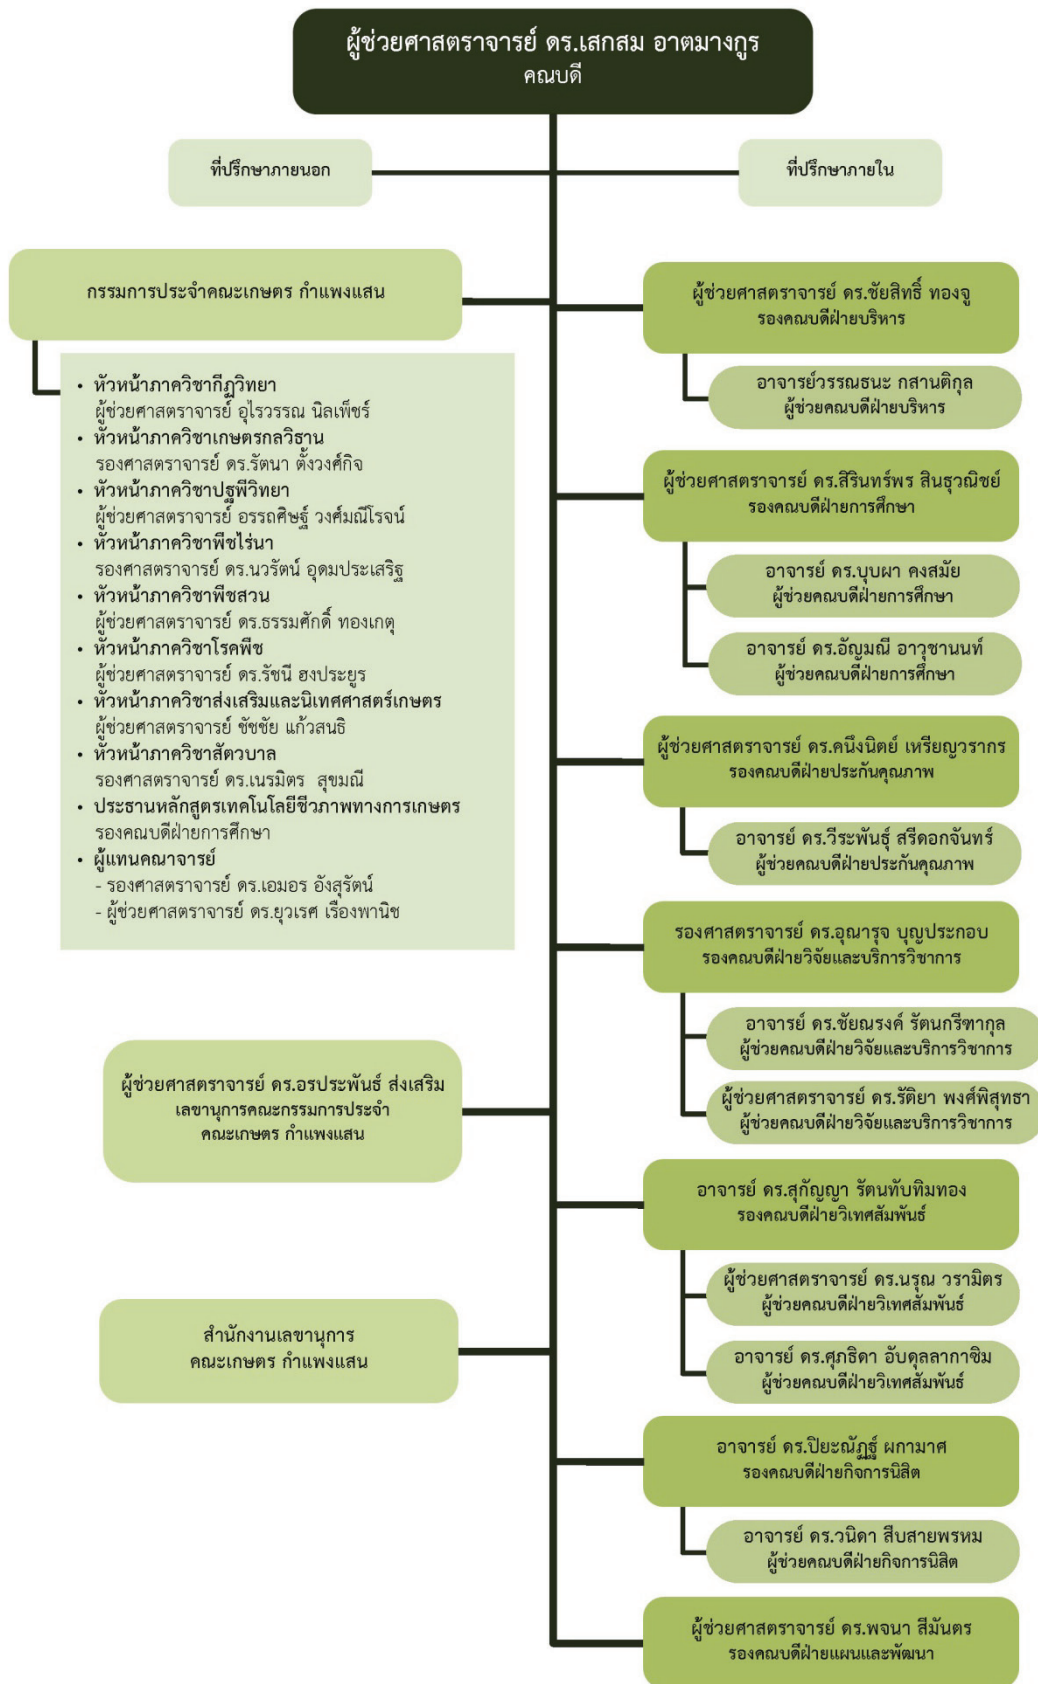 ผู้ช่วยศาสตราจารย์ ดร.เสกสม อาตมางกูร
คณบดี
ที่ปรึกษาภายนอก
ที่ปรึกษาภายใน
กรรมการประจำคณะเกษตร กำแพงแสน
• หัวหน้าภาควิชากีฏวิทยา
ผู้ช่วยศาสตราจารย์ อุไรวรรณ นิลเพ็ชร์
• หัวหน้าภาควิชาเกษตรกลวิธาน
รองศาสตราจารย์ ดร.รัตนา ตั้งวงศ์กิจ
• หัวหน้าภาควิชาปฐพีวิทยา
ผู้ช่วยศาสตราจารย์ อรรถศิษฐ์ วงศ์มณีโรจน์
• หัวหน้าภาควิชาพืชไร่นา
รองศาสตราจารย์ ดร.นวรัตน์ อุดมประเสริฐ
• หัวหน้าภาควิชาพืชสวน
ผู้ช่วยศาสตราจารย์ ดร.ธรรมศักดิ์ ทองเกตุ
• หัวหน้าภาควิชาโรคพืช
ผู้ช่วยศาสตราจารย์ ดร.รัชนี ฮงประยูร
• หัวหน้าภาควิชาส่งเสริมและนิเทศศาสตร์เกษตร
ผู้ช่วยศาสตราจารย์ ชัชชัย แก้วสนธิ
• หัวหน้าภาควิชาสัตวบาล
รองศาสตราจารย์ ดร.เนรมิตร สุขมณี
• ประธานหลักสูตรเทคโนโลยีชีวภาพทางการเกษตร
รองคณบดีฝ่ายการศึกษา
• ผู้แทนคณาจารย์
- รองศาสตราจารย์ ดร.เอมอร อังสุรัตน์
- ผู้ช่วยศาสตราจารย์ ดร.ยุวเรศ เรืองพานิช
ผู้ช่วยศาสตราจารย์ ดร.อรประพันธ์ ส่งเสริม
เลขานุการคณะกรรมการประจำ
คณะเกษตร กำแพงแสน
สำนักงานเลขานุการ
คณะเกษตร กำแพงแสน
ผู้ช่วยศาสตราจารย์ ดร.ชัยสิทธิ์ ทองจู
รองคณบดีฝ่ายบริหาร
อาจารย์วรรณธนะ กสานติกุล
ผู้ช่วยคณบดีฝ่ายบริหาร
ผู้ช่วยศาสตราจารย์ ดร.สิรินทร์พร สินธุวณิชย์
รองคณบดีฝ่ายการศึกษา
อาจารย์ ดร.บุบผา คงสมัย
ผู้ช่วยคณบดีฝ่ายการศึกษา
อาจารย์ ดร.อัญมณี อาวุชานนท์
ผู้ช่วยคณบดีฝ่ายการศึกษา
ผู้ช่วยศาสตราจารย์ ดร.คนึงนิตย์ เหรียญวรากร
รองคณบดีฝ่ายประกันคุณภาพ
อาจารย์ ดร.วีระพันธุ์ สรีดอกจันทร์
ผู้ช่วยคณบดีฝ่ายประกันคุณภาพ
รองศาสตราจารย์ ดร.อุณารุจ บุญประกอบ
รองคณบดีฝ่ายวิจัยและบริการวิชาการ
อาจารย์ ดร.ชัยณรงค์ รัตนกรีฑากุล
ผู้ช่วยคณบดีฝ่ายวิจัยและบริการวิชาการ
ผู้ช่วยศาสตราจารย์ ดร.รัติยา พงศ์พิสุทธา
ผู้ช่วยคณบดีฝ่ายวิจัยและบริการวิชาการ
อาจารย์ ดร.สุกัญญา รัตนทับทิมทอง
รองคณบดีฝ่ายวิเทศสัมพันธ์
ผู้ช่วยศาสตราจารย์ ดร.นรุณ วรามิตร
ผู้ช่วยคณบดีฝ่ายวิเทศสัมพันธ์
อาจารย์ ดร.ศุภธิดา อับดุลลากาซิม
ผู้ช่วยคณบดีฝ่ายวิเทศสัมพันธ์
อาจารย์ ดร.ปิยะณัฏฐ์ ผกามาศ
รองคณบดีฝ่ายกิจการนิสิต
อาจารย์ ดร.วนิดา สืบสายพรหม
ผู้ช่วยคณบดีฝ่ายกิจการนิสิต
ผู้ช่วยศาสตราจารย์ ดร.พจนา สีมันตร
รองคณบดีฝ่ายแผนและพัฒนา